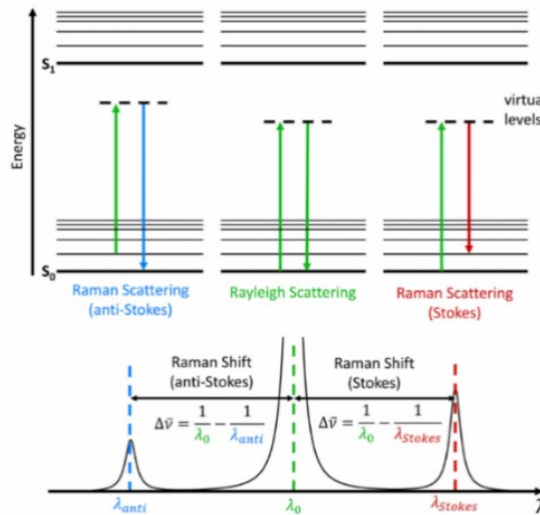 Energy
S₁
virtual
levels
S₀
Raman Scattering
(anti-Stokes)
Rayleigh Scattering
Raman Scattering
(Stokes)
Raman Shift
(anti-Stokes)
Δν̄ = 1/λ₀ − 1/λanti
Raman Shift
(Stokes)
Δν̄ = 1/λ₀ − 1/λStokes
λanti
λ₀
λStokes